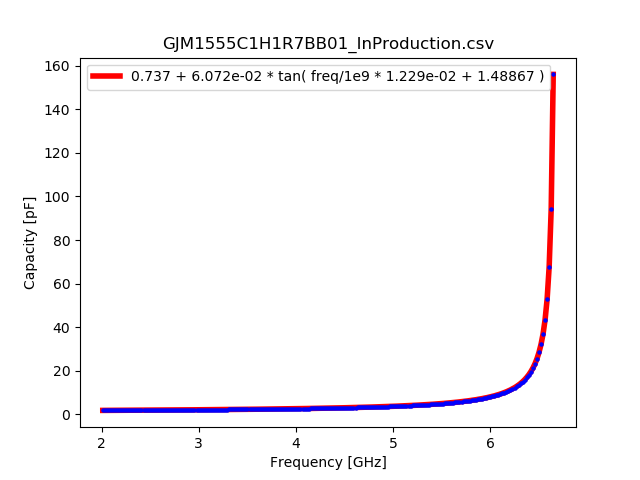 GJM1555C1H1R7BB01_InProduction.csv
0.737 + 6.072e-02 * tan( freq/1e9 * 1.229e-02 + 1.48867 )
160
140
120
100
80
60
40
20
0
Capacity [pF]
2 3 4 5 6
Frequency [GHz]